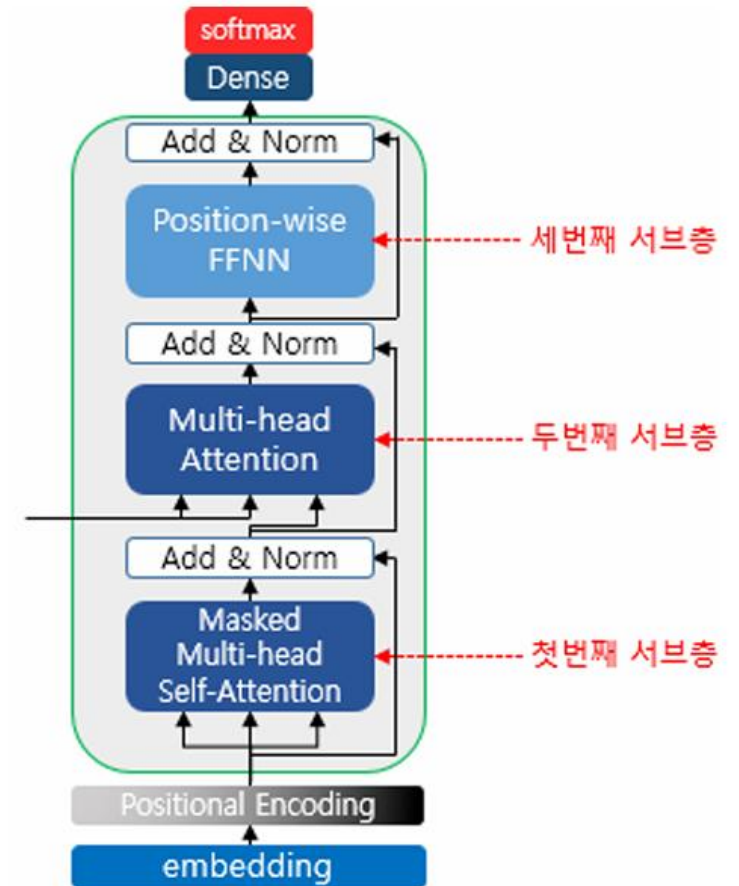 softmax
Dense
Add & Norm
Position-wise
FFNN
세번째 서브층
Add & Norm
Multi-head
Attention
두번째 서브층
Add & Norm
Masked
Multi-head
Self-Attention
첫번째 서브층
Positional Encoding
embedding